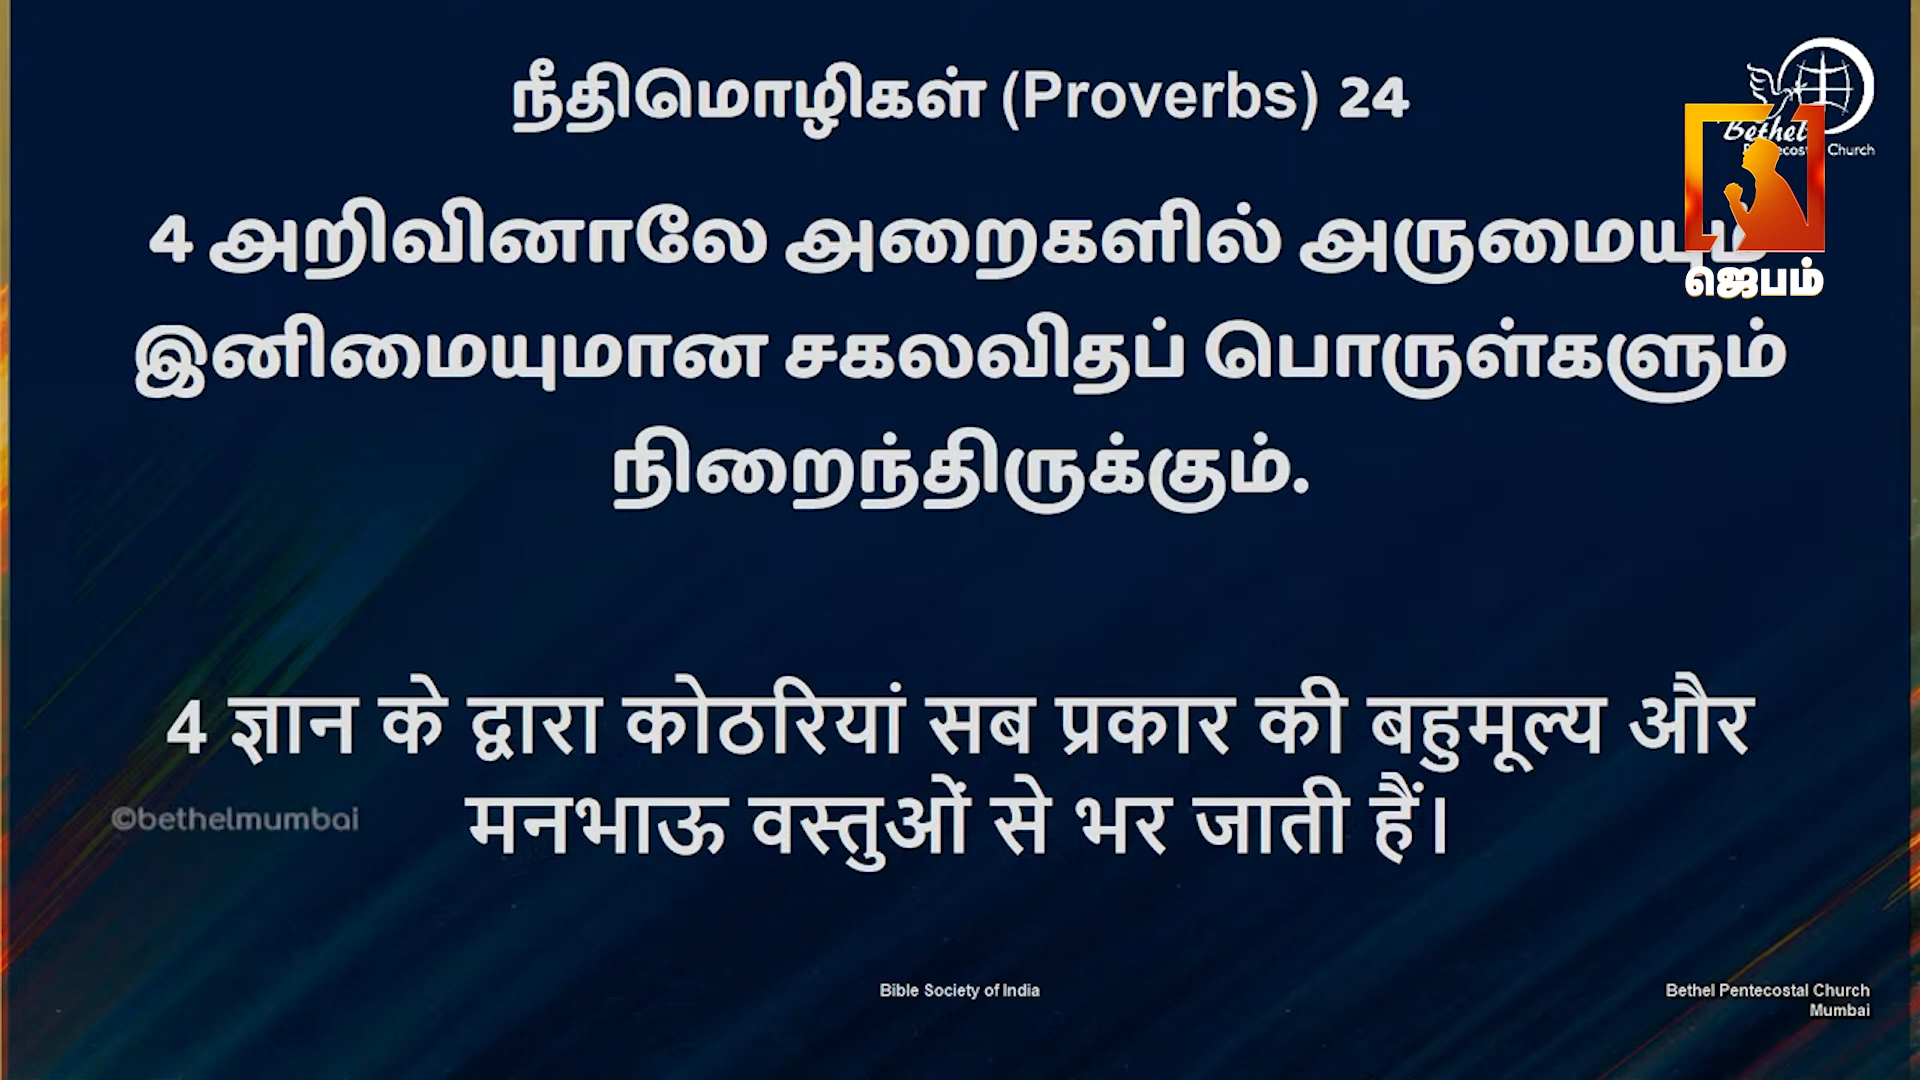 நீதிமொழிகள் (Proverbs) 24
Bethel
Church
4 அறிவினாலே அறைகளில் அருமையும்
ஜெபம்
இனிமையுமான சகலவிதப் பொருள்களும்
நிறைந்திருக்கும்.
4 ज्ञान के द्वारा कोठरियां सब प्रकार की बहुमूल्य और
मनभाऊ वस्तुओं से भर जाती हैं।
©bethelmumbai
Bible Society of India
Bethel Pentecostal Church
Mumbai